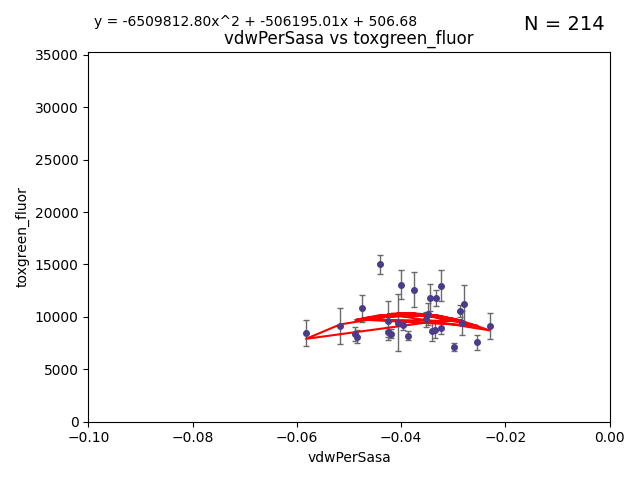 y = -6509812.80x^2 + -506195.01x + 506.68
N = 214
vdwPerSasa vs toxgreen_fluor
toxgreen_fluor
35000
30000
25000
20000
15000
10000
5000
0
−0.10
−0.08
−0.06
−0.04
−0.02
0.00
vdwPerSasa